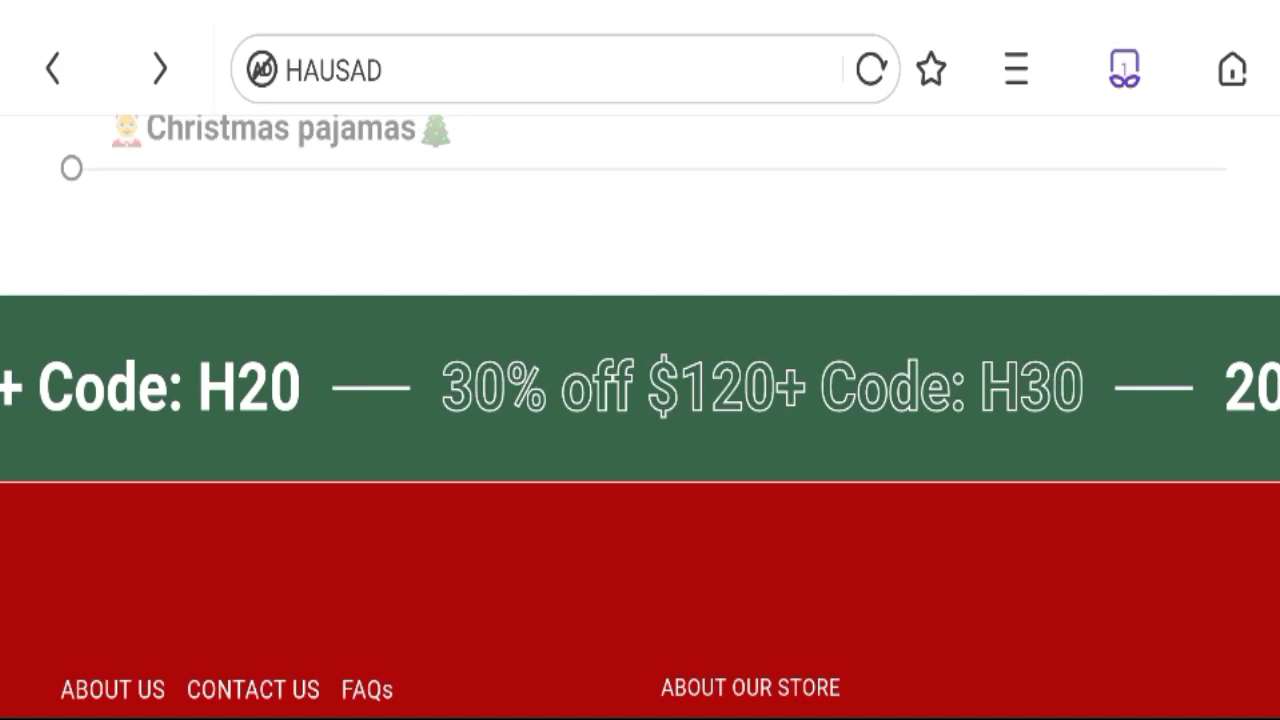 HAUSAD
Christmas pajamas
+ Code: H20 — 30% off $120+ Code: H30 — 20
ABOUT US CONTACT US FAQs
ABOUT OUR STORE